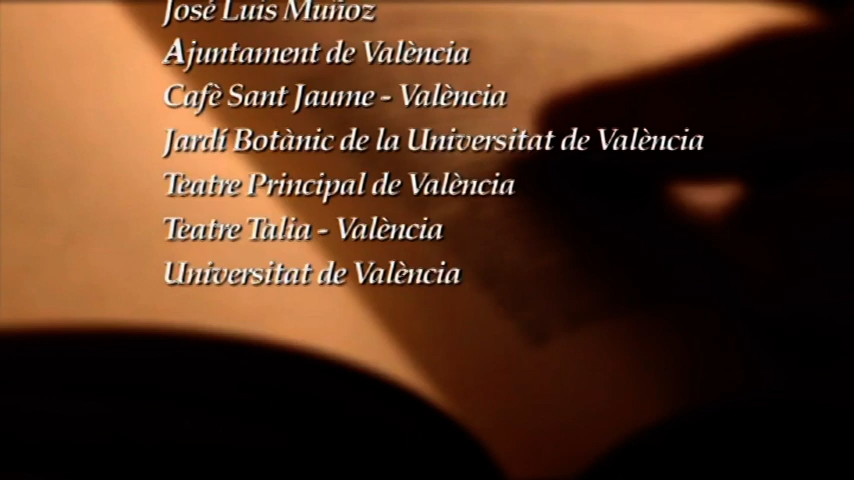 José Luis Muñoz
Ajuntament de València
Cafè Sant Jaume - València
Jardí Botànic de la Universitat de València
Teatre Principal de València
Teatre Talia - València
Universitat de València